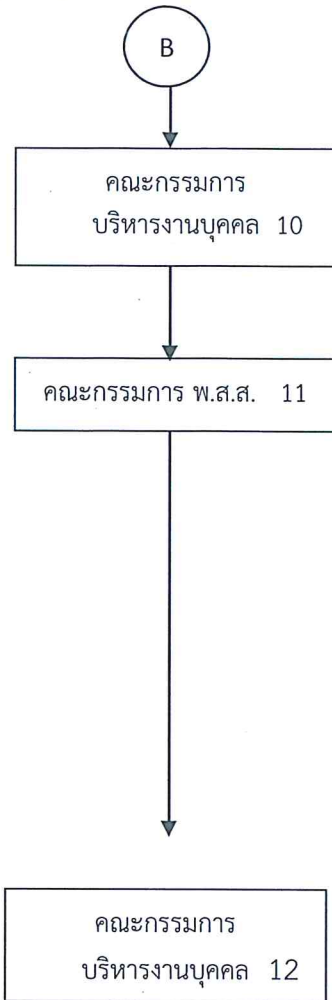 B
คณะกรรมการ
บริหารงานบุคคล 10
คณะกรรมการ พ.ส.ส. 11
คณะกรรมการ
บริหารงานบุคคล 12